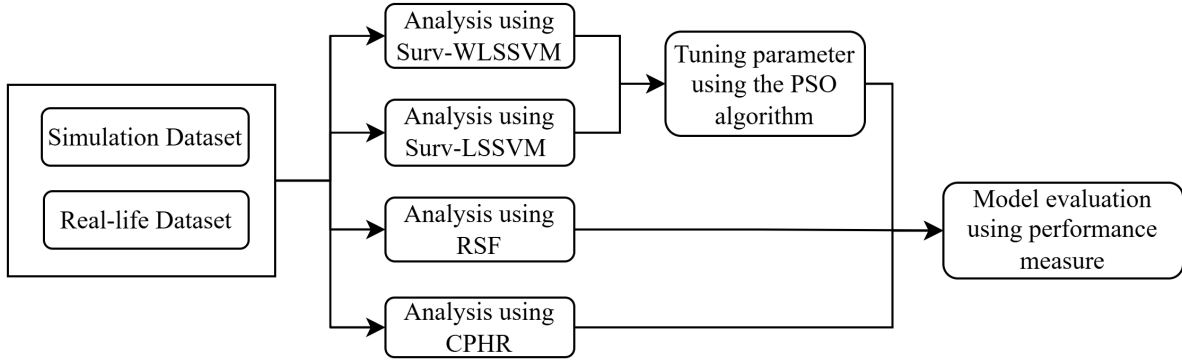 Simulation Dataset
Real-life Dataset
Analysis using
Surv-WLSSVM
Analysis using
Surv-LSSVM
Analysis using
RSF
Analysis using
CPHR
Tuning parameter
using the PSO
algorithm
Model evaluation
using performance
measure